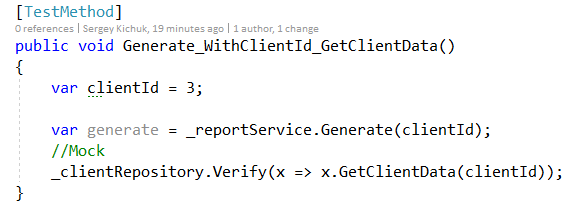 [TestMethod]
0 references | Sergey Kichuk, 19 minutes ago | 1 author, 1 change
public void Generate_WithClientId_GetClientData()
{
    var clientId = 3;

    var generate = _reportService.Generate(clientId);
    //Mock
    _clientRepository.Verify(x => x.GetClientData(clientId));
}